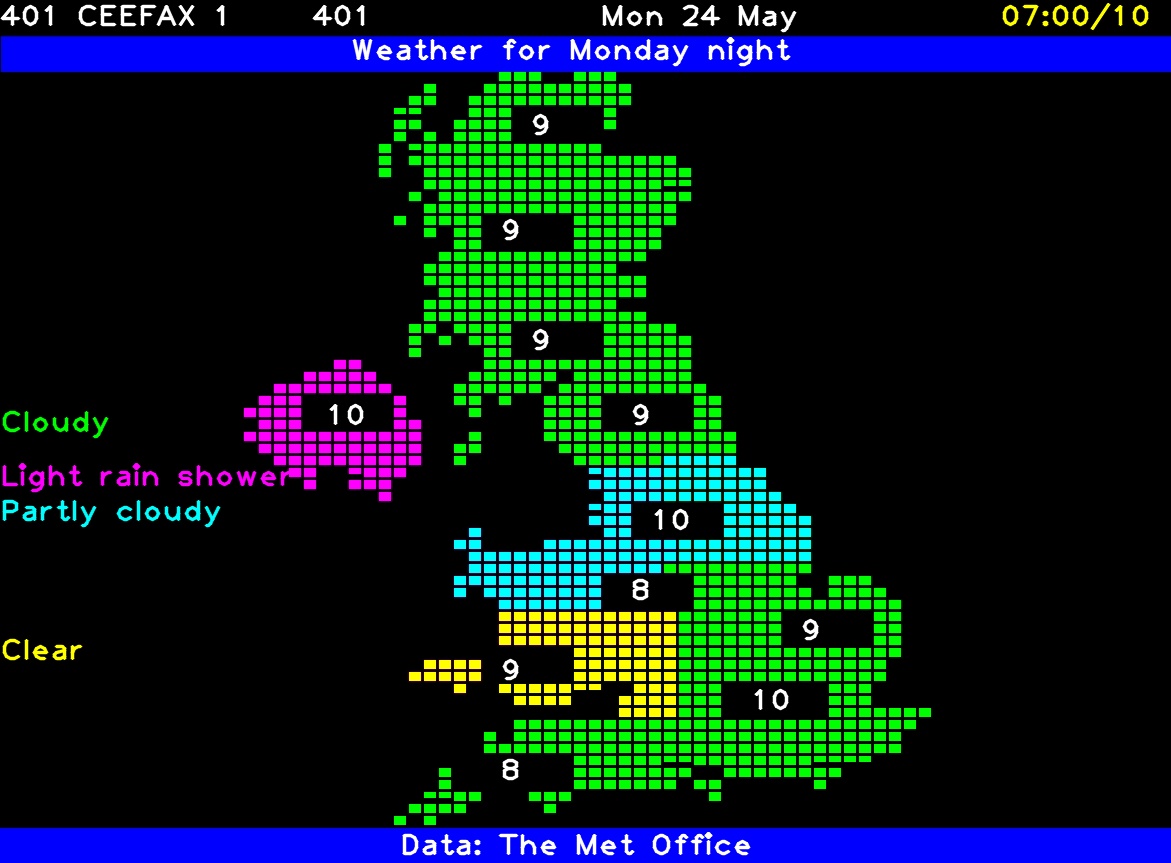 401 CEEFAX 1 401 Mon 24 May 07:00/10
Weather for Monday night
9
9
9
10
9
Cloudy
Light rain shower
Partly cloudy
10
8
9
Clear
9
10
8
Data: The Met Office